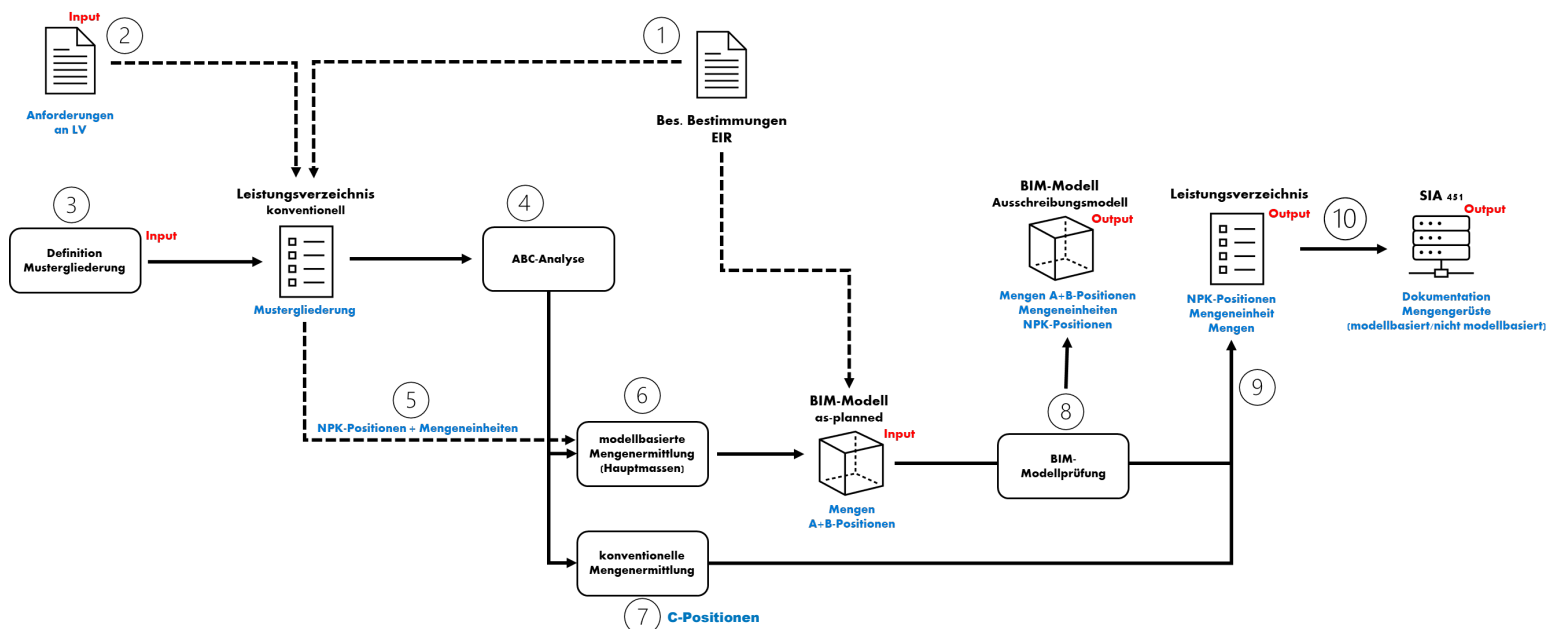 Input
2
Anforderungen
an LV
1
Bes. Bestimmungen
EIR
3
Definition
Mustergliederung
Input
Leistungsverzeichnis
konventionell
Mustergliederung
4
ABC-Analyse
5
NPK-Positionen + Mengeneinheiten
6
modellbasierte
Mengenermittlung
(Hauptmassen)
konventionelle
Mengenermittlung
7
C-Positionen
BIM-Modell
as-planned
Input
Mengen
A+B-Positionen
8
BIM-
Modellprüfung
BIM-Modell
Ausschreibungsmodell
Output
Mengen A+B-Positionen
Mengeneinheiten
NPK-Positionen
9
Leistungsverzeichnis
Output
NPK-Positionen
Mengeneinheit
Mengen
10
SIA 451
Output
Dokumentation
Mengengerüste
(modellbasiert/nicht modellbasiert)